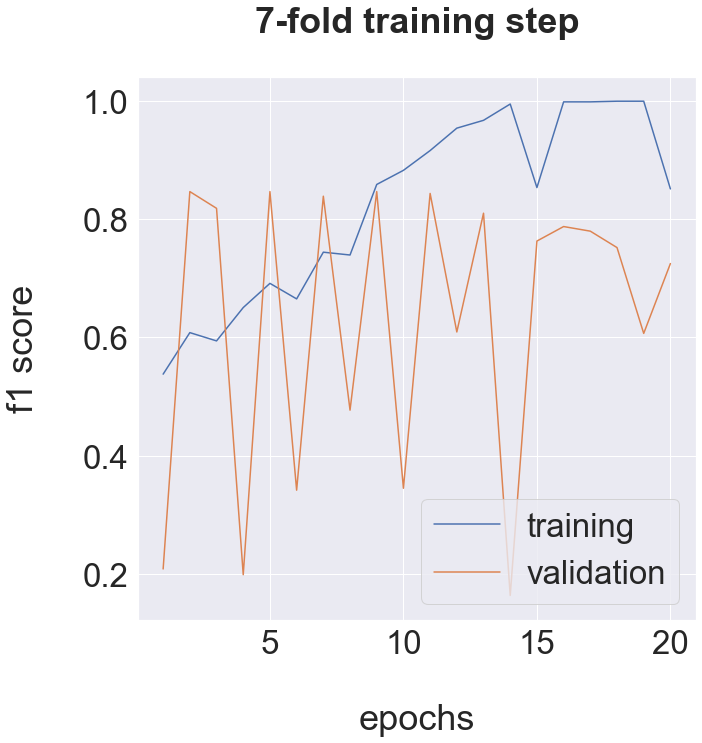 7-fold training step
1.0
0.8
0.6
0.4
0.2
f1 score
training
validation
5 10 15 20
epochs